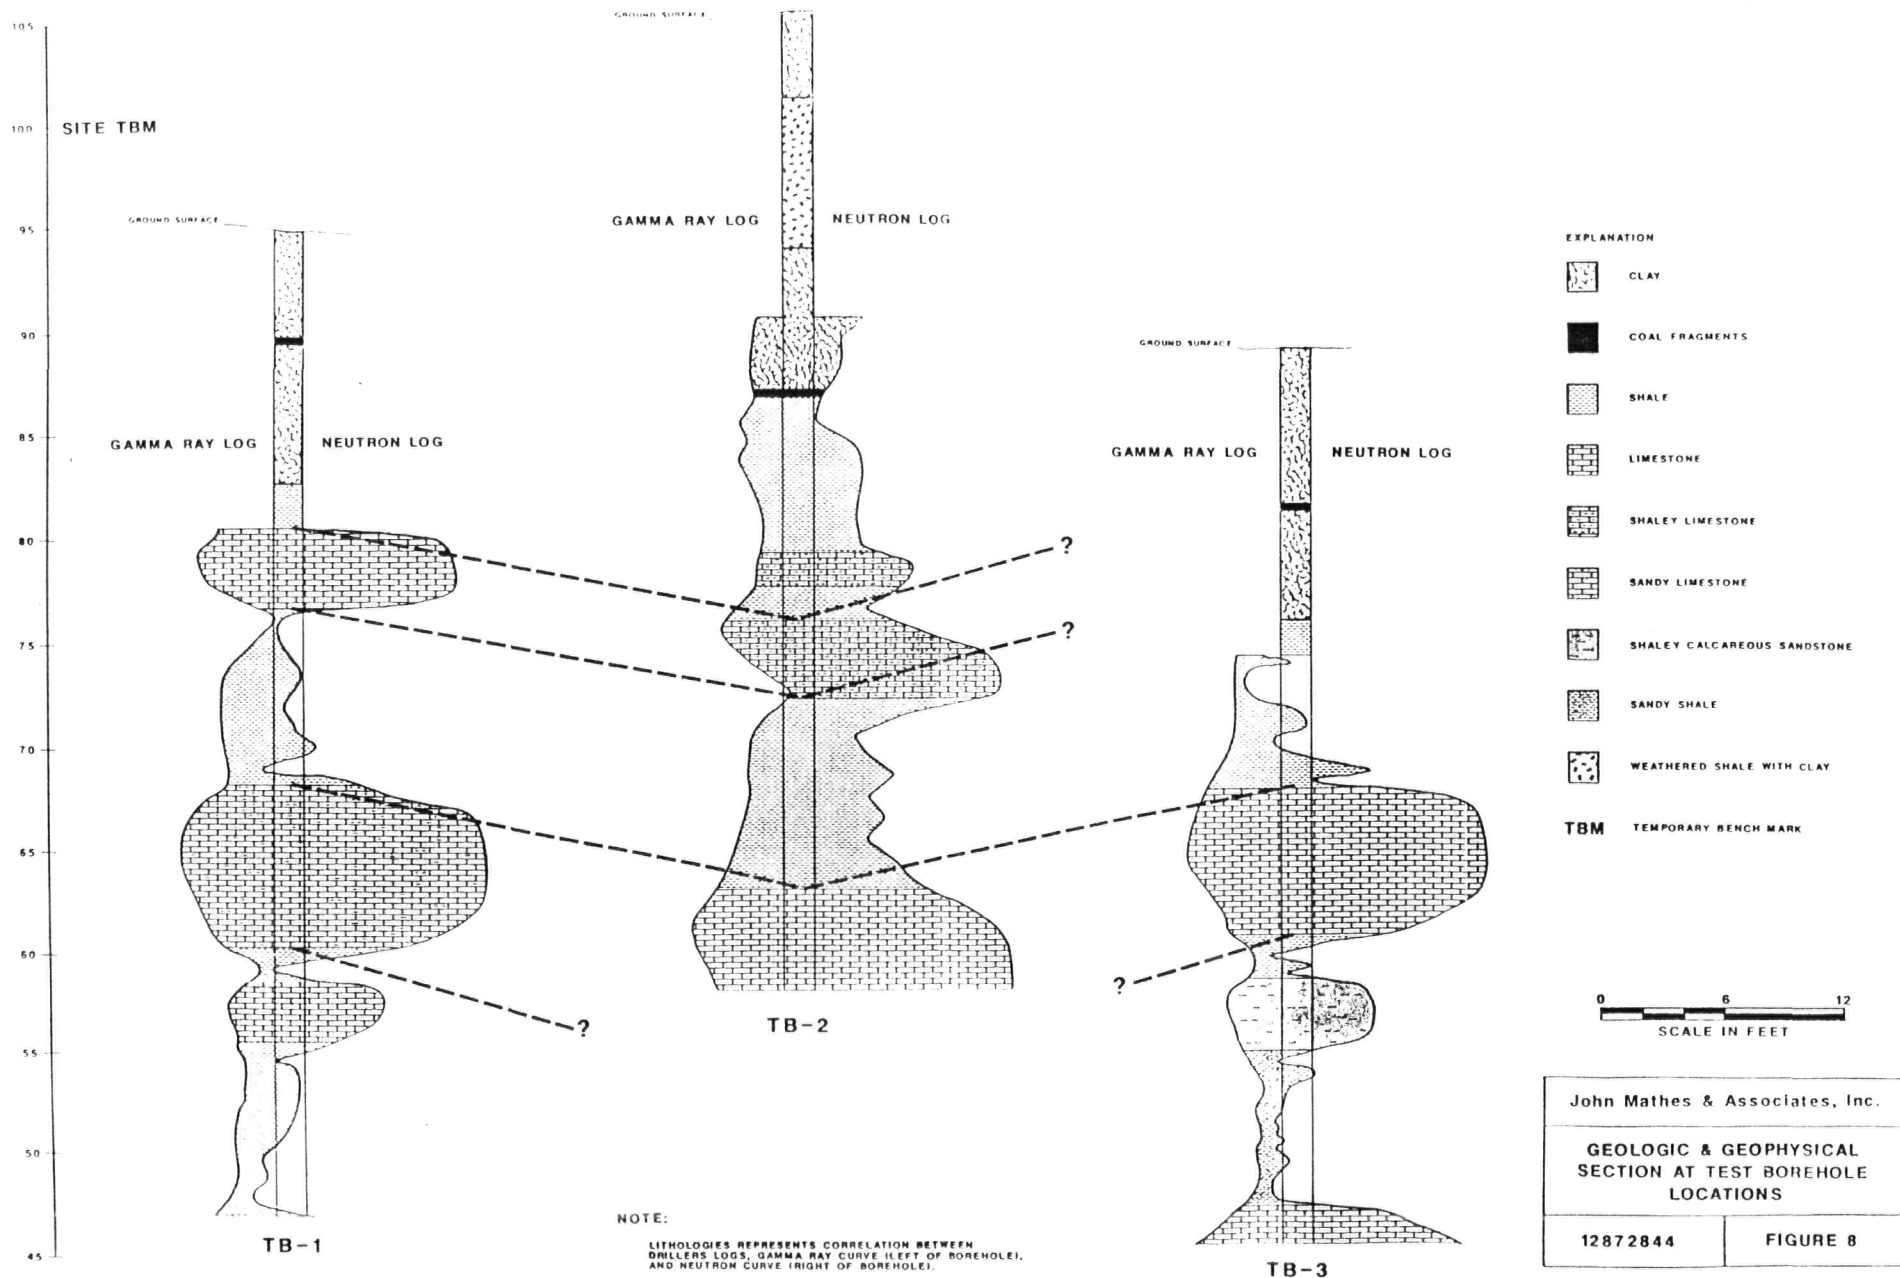 105
100
95
90
85
80
75
70
65
60
55
50
45
SITE TBM
GROUND SURFACE
GAMMA RAY LOG
NEUTRON LOG
TB-1
GROUND SURFACE
GAMMA RAY LOG
NEUTRON LOG
?
?
?
TB-2
GROUND SURFACE
GAMMA RAY LOG
NEUTRON LOG
?
TB-3
NOTE:
LITHOLOGIES REPRESENTS CORRELATION BETWEEN
DRILLERS LOGS, GAMMA RAY CURVE (LEFT OF BOREHOLE),
AND NEUTRON CURVE (RIGHT OF BOREHOLE).
EXPLANATION
CLAY
COAL FRAGMENTS
SHALE
LIMESTONE
SHALEY LIMESTONE
SANDY LIMESTONE
SHALEY CALCAREOUS SANDSTONE
SANDY SHALE
WEATHERED SHALE WITH CLAY
TBM TEMPORARY BENCH MARK
0 6 12
SCALE IN FEET
John Mathes & Associates, Inc.
GEOLOGIC & GEOPHYSICAL
SECTION AT TEST BOREHOLE
LOCATIONS
12872844
FIGURE 8